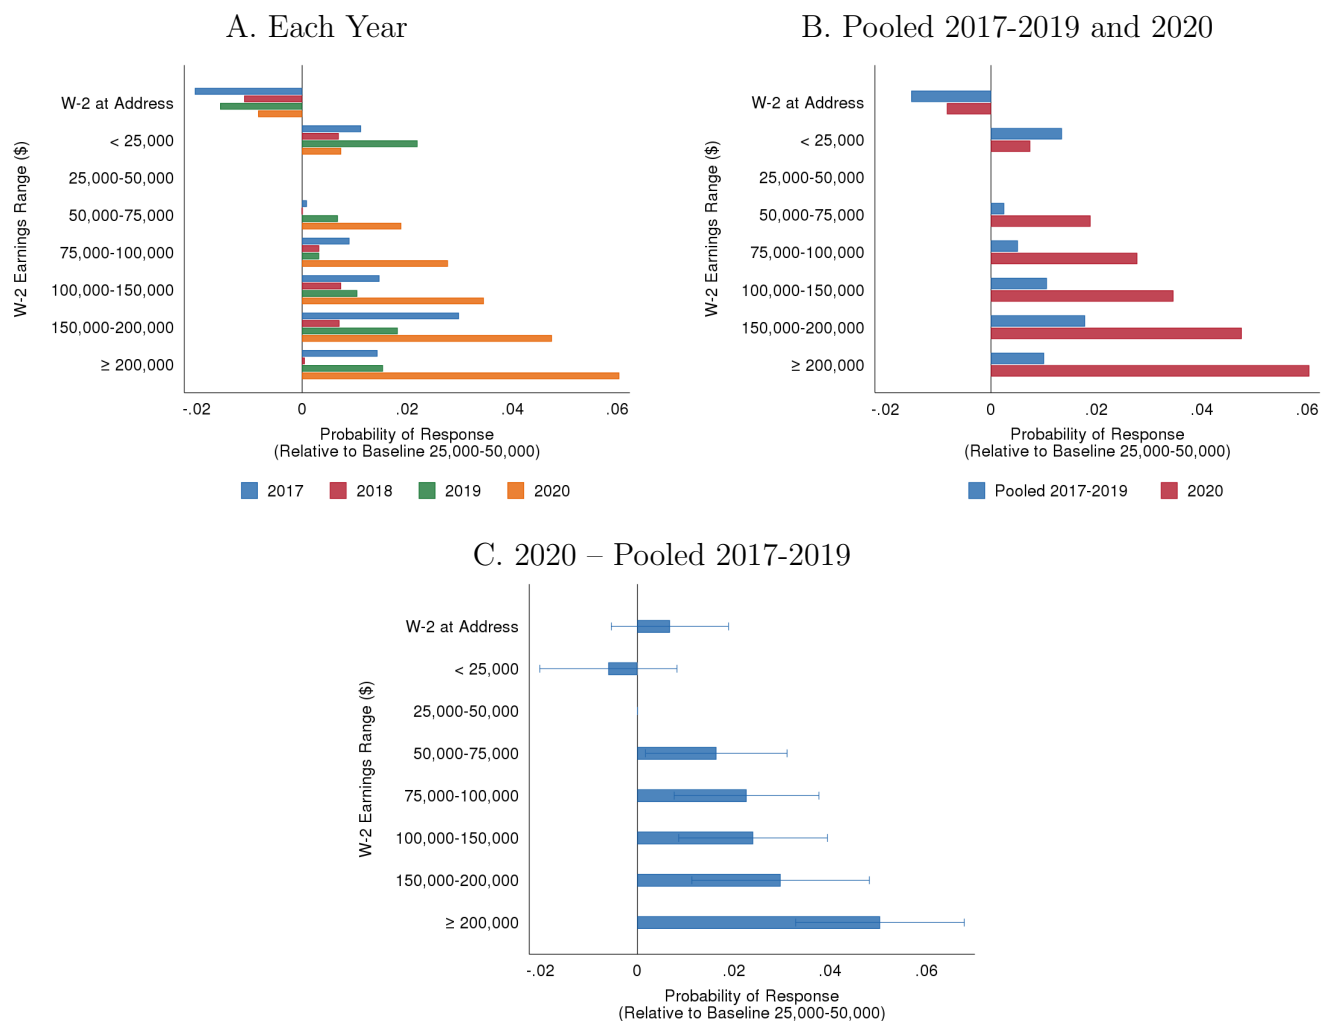 A. Each Year
W-2 Earnings Range ($)
W-2 at Address
< 25,000
25,000-50,000
50,000-75,000
75,000-100,000
100,000-150,000
150,000-200,000
≥ 200,000
-.02 0 .02 .04 .06
Probability of Response
(Relative to Baseline 25,000-50,000)
2017 2018 2019 2020
B. Pooled 2017-2019 and 2020
W-2 Earnings Range ($)
W-2 at Address
< 25,000
25,000-50,000
50,000-75,000
75,000-100,000
100,000-150,000
150,000-200,000
≥ 200,000
-.02 0 .02 .04 .06
Probability of Response
(Relative to Baseline 25,000-50,000)
Pooled 2017-2019 2020
C. 2020 – Pooled 2017-2019
W-2 Earnings Range ($)
W-2 at Address
< 25,000
25,000-50,000
50,000-75,000
75,000-100,000
100,000-150,000
150,000-200,000
≥ 200,000
-.02 0 .02 .04 .06
Probability of Response
(Relative to Baseline 25,000-50,000)